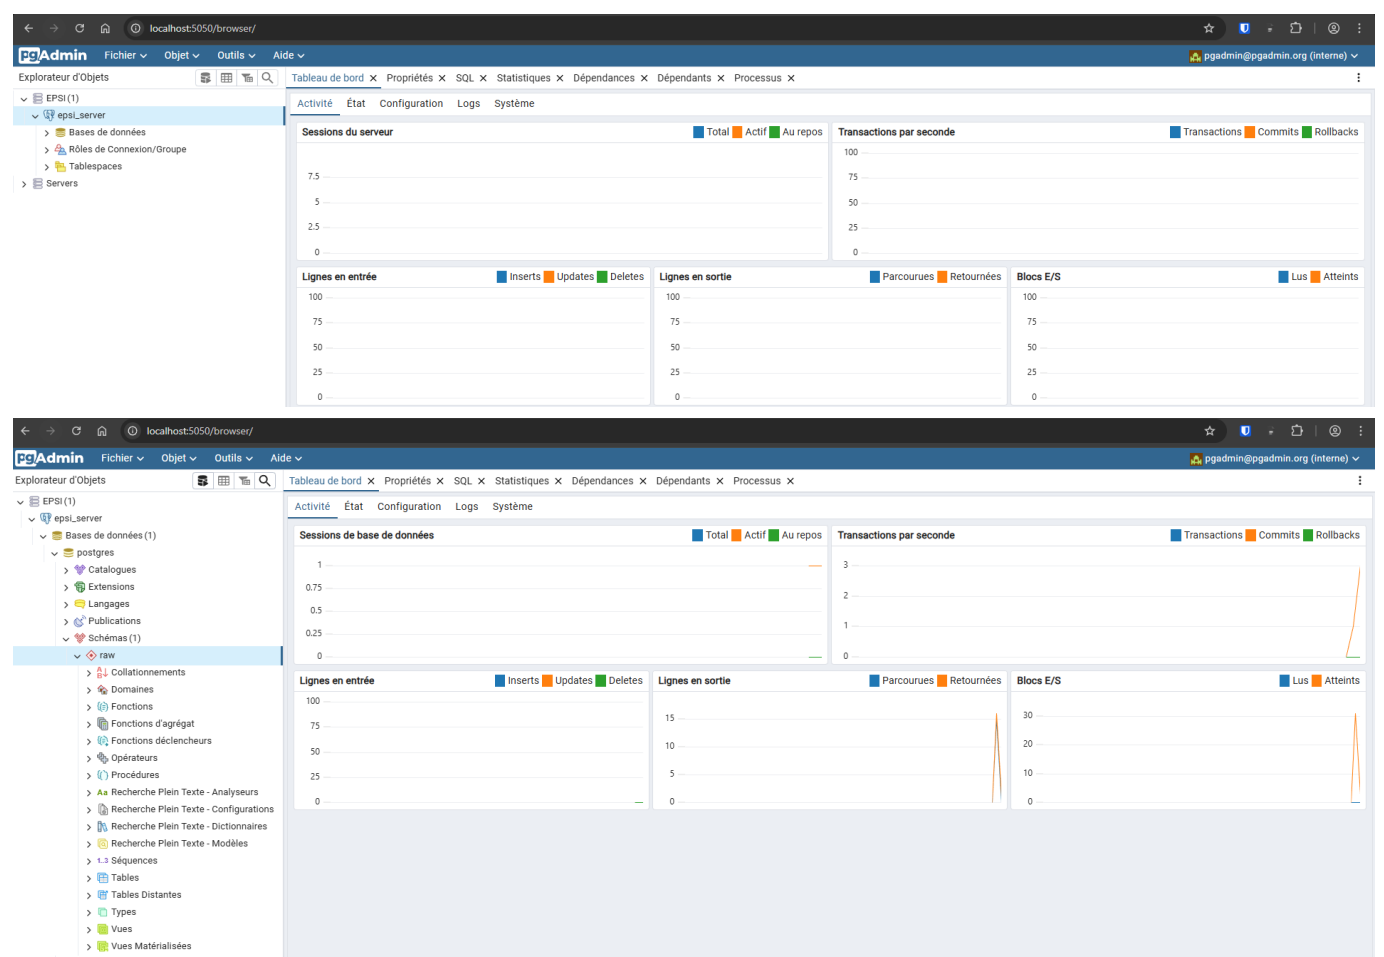 localhost:5050/browser/
pgAdmin Fichier Objet Outils Aide pgadmin@pgadmin.org (interne)
Explorateur d'Objets Tableau de bord Propriétés SQL Statistiques Dépendances Dépendants Processus
EPSI (1) Activité État Configuration Logs Système
epsi_server
Bases de données Sessions du serveur Total Actif Au repos Transactions par seconde Transactions Commits Rollbacks
Rôles de Connexion/Groupe
Tablespaces
Servers
100
7.5 75
5 50
2.5 25
0 0
Lignes en entrée Inserts Updates Deletes Lignes en sortie Parcourues Retournées Blocs E/S Lus Atteints
100 100 100
75 75 75
50 50 50
25 25 25
0 0 0
localhost:5050/browser/
pgAdmin Fichier Objet Outils Aide pgadmin@pgadmin.org (interne)
Explorateur d'Objets Tableau de bord Propriétés SQL Statistiques Dépendances Dépendants Processus
EPSI (1) Activité État Configuration Logs Système
epsi_server
Bases de données (1) Sessions de base de données Total Actif Au repos Transactions par seconde Transactions Commits Rollbacks
postgres
Catalogues 1 3
Extensions 0.75
Langages 0.5 2
Publications 0.25 1
Schémas (1)
raw 0 0
Collationnements Lignes en entrée Inserts Updates Deletes Lignes en sortie Parcourues Retournées Blocs E/S Lus Atteints
Domaines 100
Fonctions 15 30
Fonctions d'agrégat 75
Fonctions déclencheurs 50 10 20
Opérateurs
Procédures 25 5 10
Aa Recherche Plein Texte - Analyseurs
Recherche Plein Texte - Configurations 0 0 0
Recherche Plein Texte - Dictionnaires
Recherche Plein Texte - Modèles
1..3 Séquences
Tables
Tables Distantes
Types
Vues
Vues Matérialisées